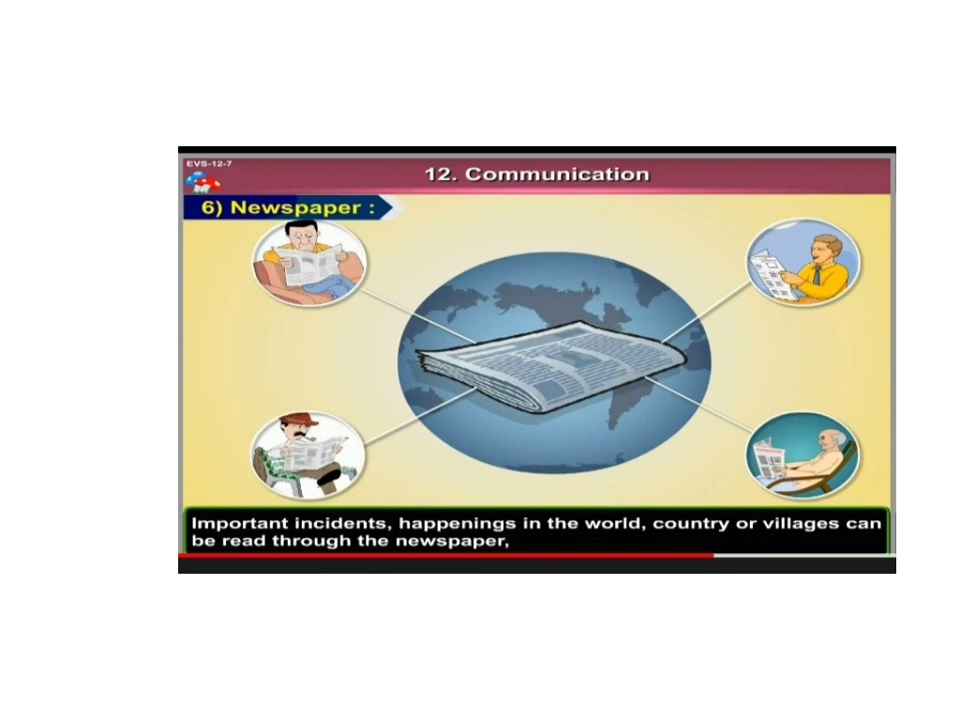 EVS-12-7
12. Communication
6) Newspaper :
Important incidents, happenings in the world, country or villages can
be read through the newspaper,